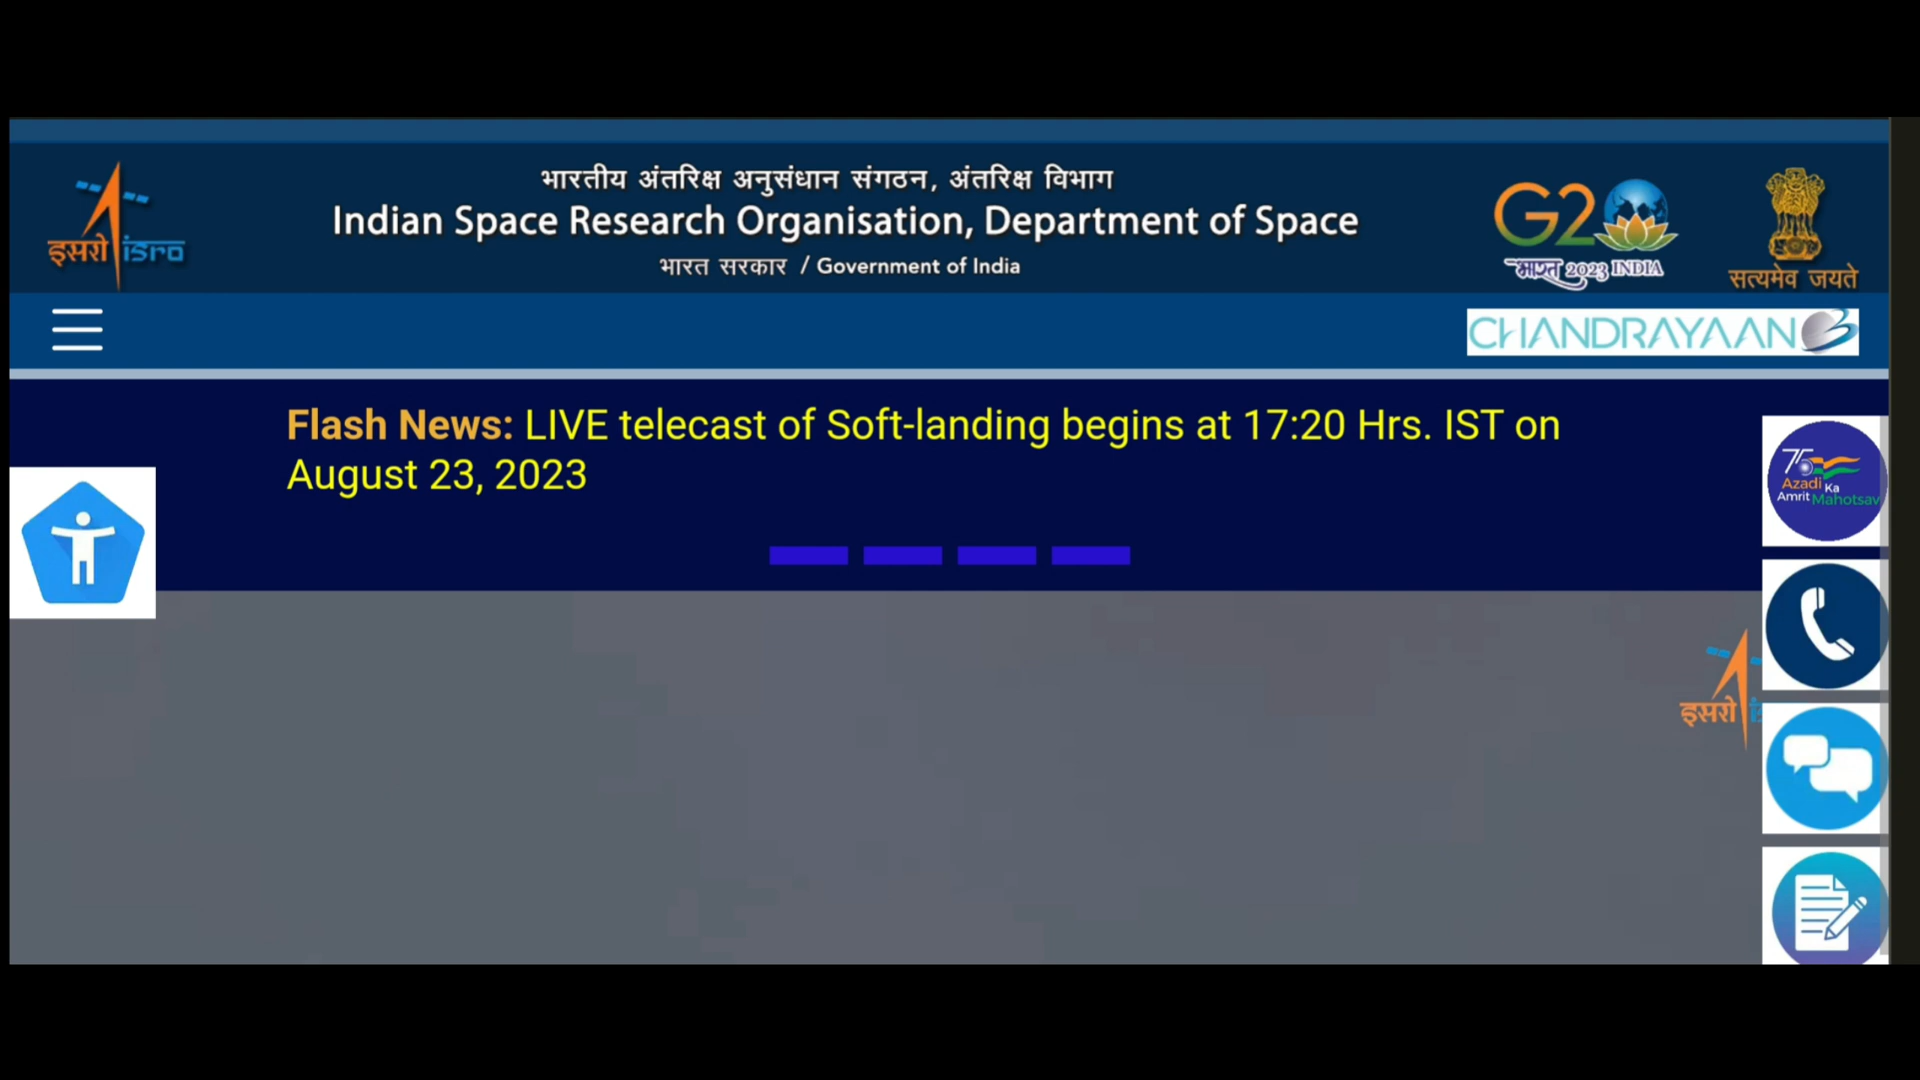 भारतीय अंतरिक्ष अनुसंधान संगठन, अंतरिक्ष विभाग
Indian Space Research Organisation, Department of Space
भारत सरकार / Government of India
इसरो isro
G20
भारत 2023 INDIA
सत्यमेव जयते
CHANDRAYAAN3
Flash News: LIVE telecast of Soft-landing begins at 17:20 Hrs. IST on
August 23, 2023
75
Azadi Ka
Amrit Mahotsav
इसरो